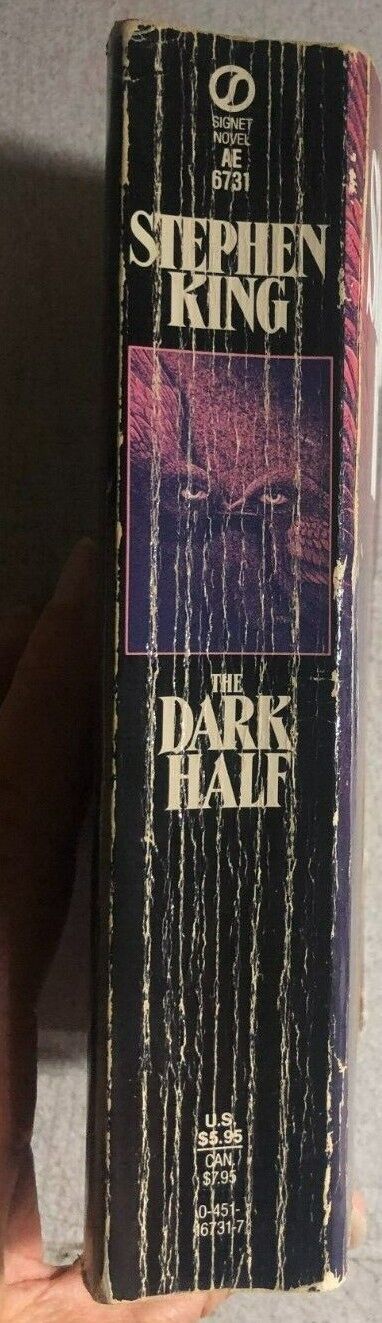 SIGNET
NOVEL
AE
6731
STEPHEN
KING
THE
DARK
HALF
U.S.
$5.95
CAN.
$7.95
0-451-
16731-7